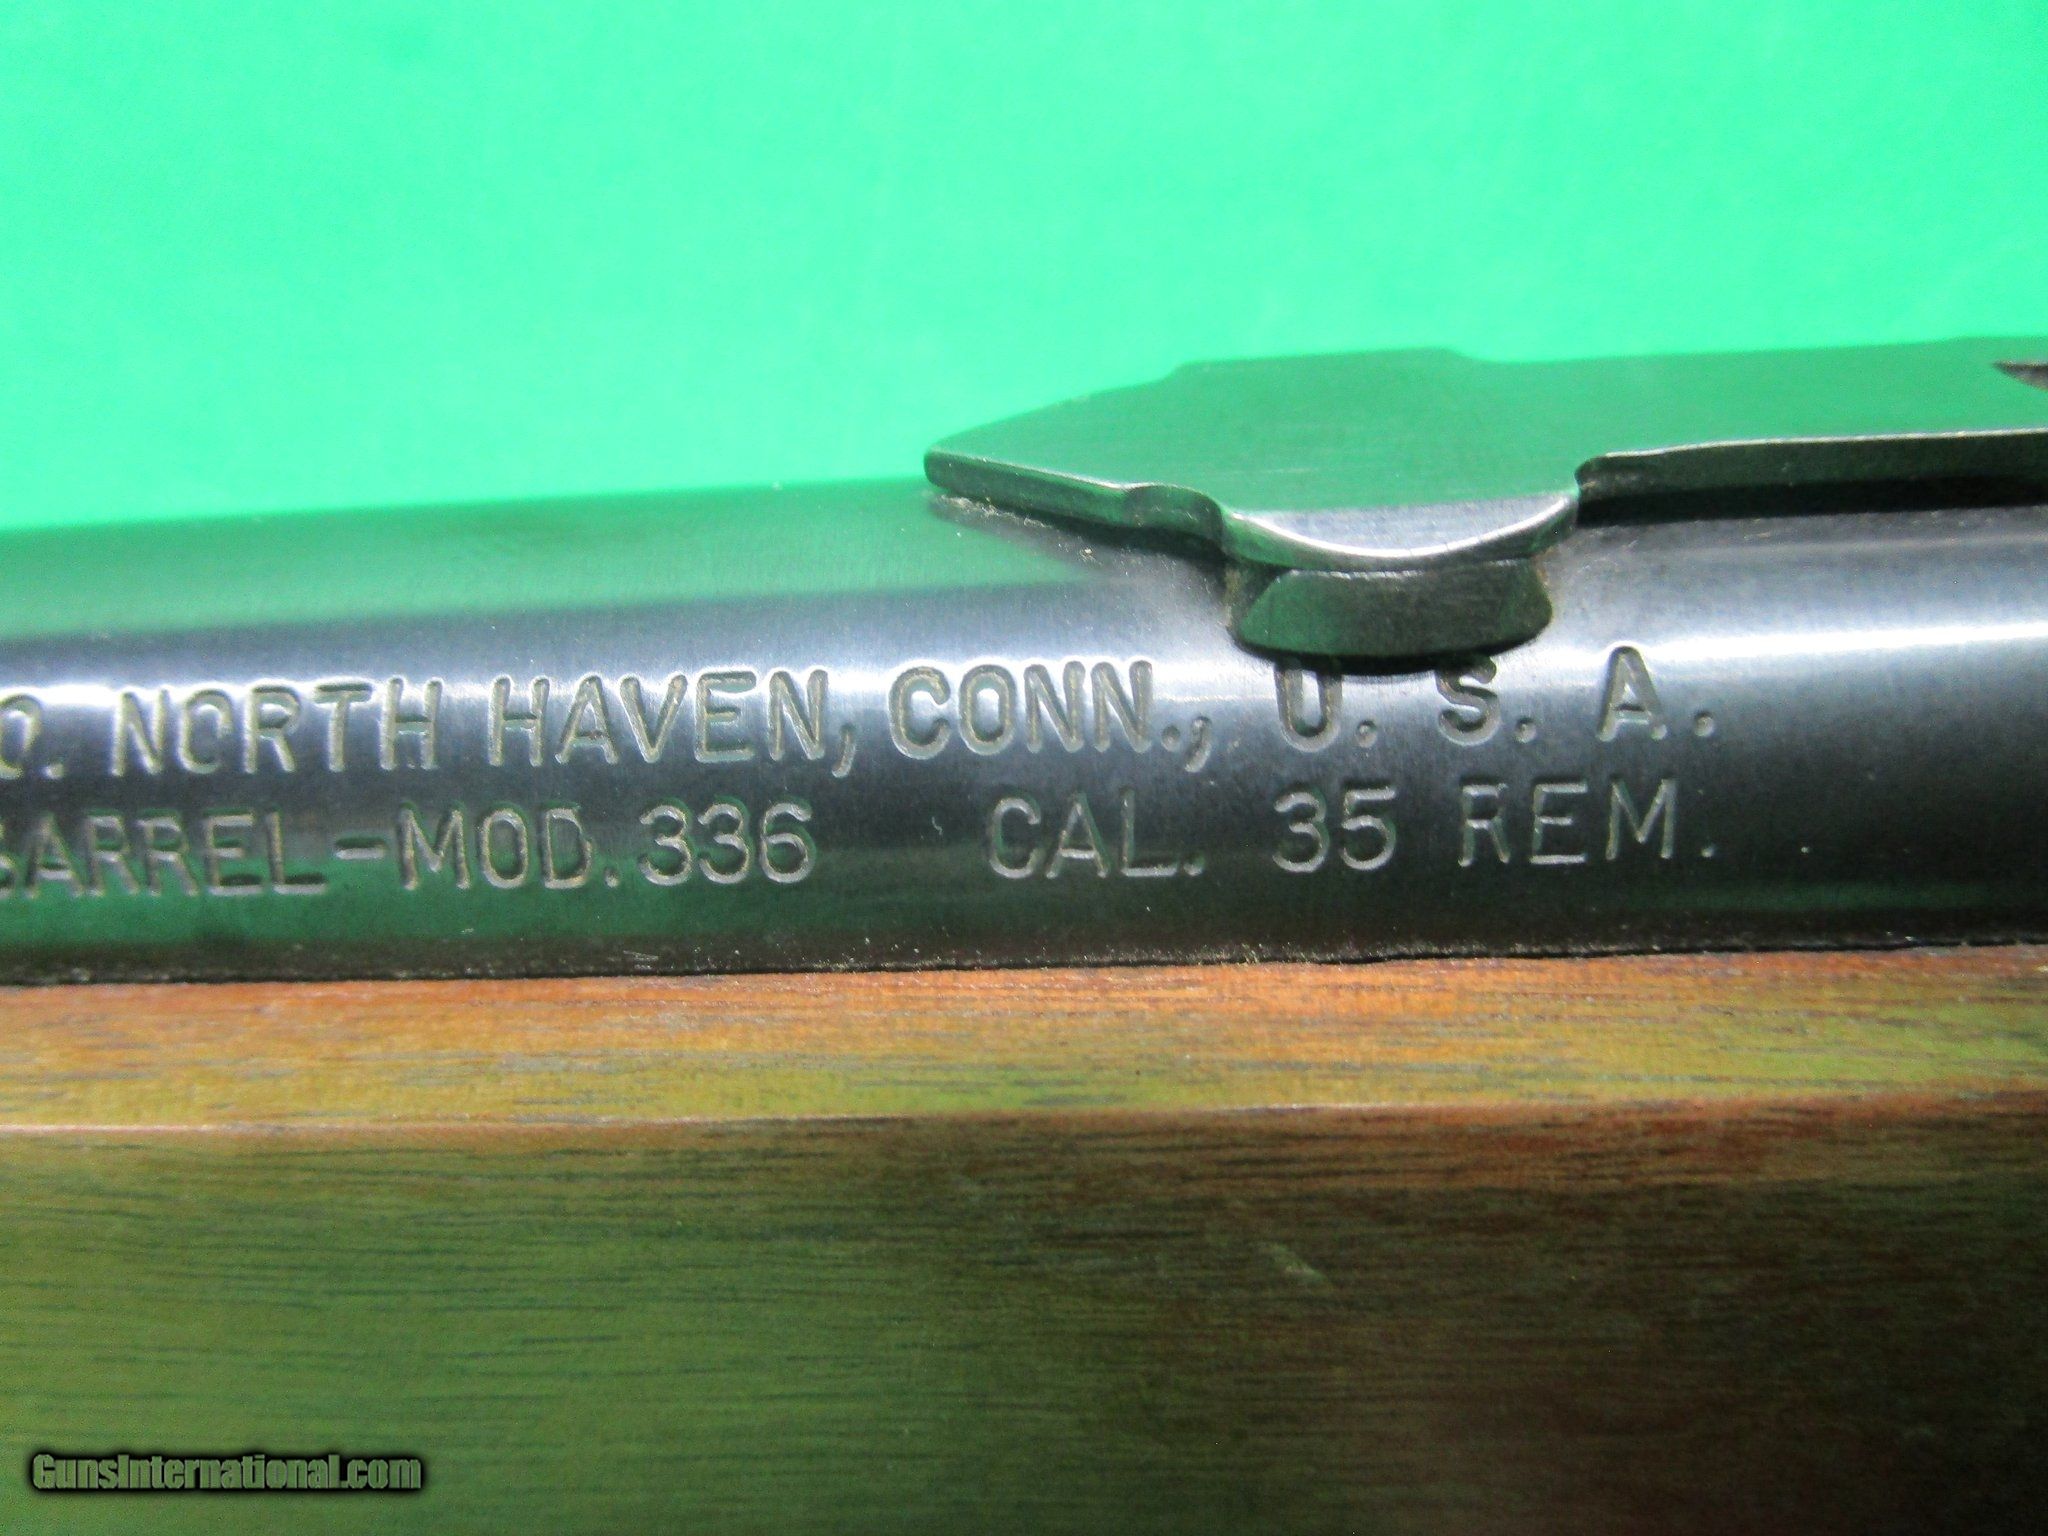 O. NORTH HAVEN, CONN., U. S. A.
BARREL-MOD. 336 CAL. 35 REM.
GunsInternational.com